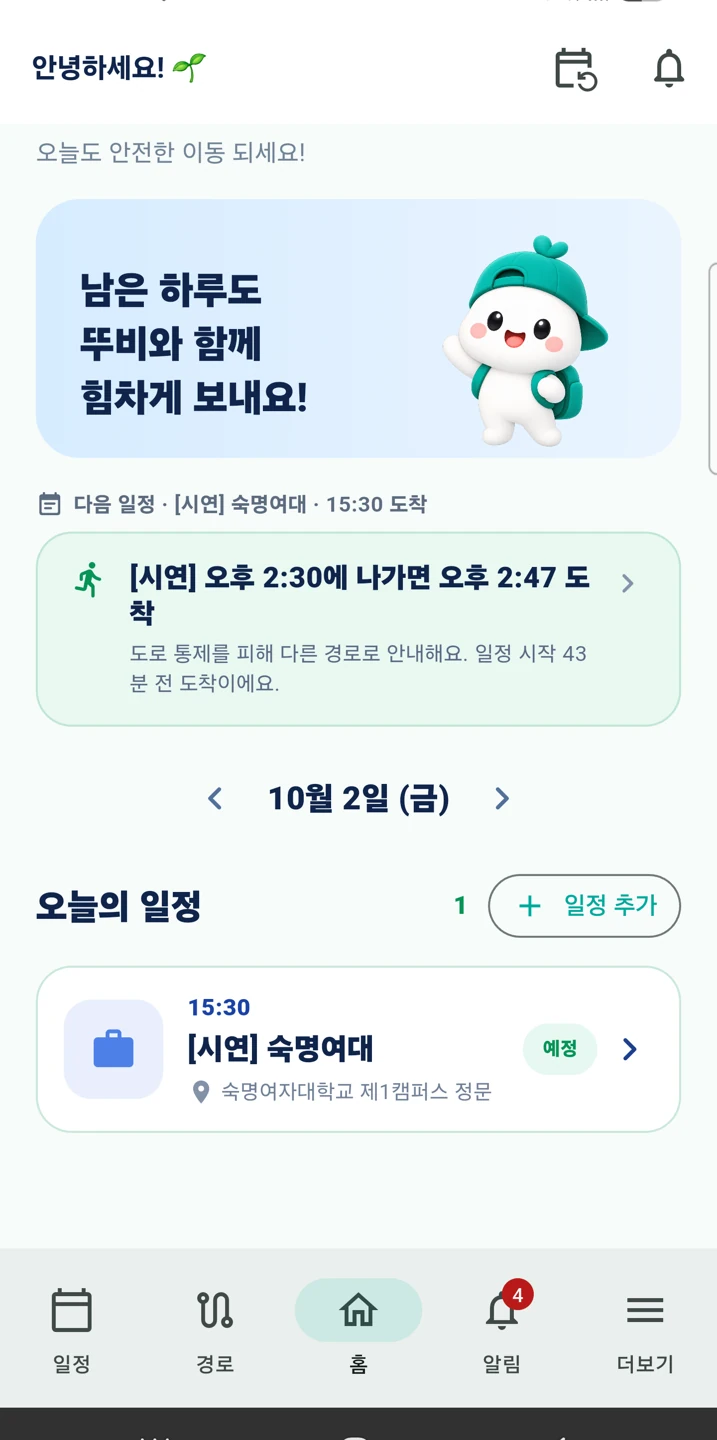 안녕하세요! 🌱
오늘도 안전한 이동 되세요!
남은 하루도
뚜비와 함께
힘차게 보내요!
다음 일정 · [시연] 숙명여대 · 15:30 도착
[시연] 오후 2:30에 나가면 오후 2:47 도
착
도로 통제를 피해 다른 경로로 안내해요. 일정 시작 43
분 전 도착이에요.
10월 2일 (금)
오늘의 일정
1
+ 일정 추가
15:30
[시연] 숙명여대
예정
숙명여자대학교 제1캠퍼스 정문
4
일정
경로
홈
알림
더보기